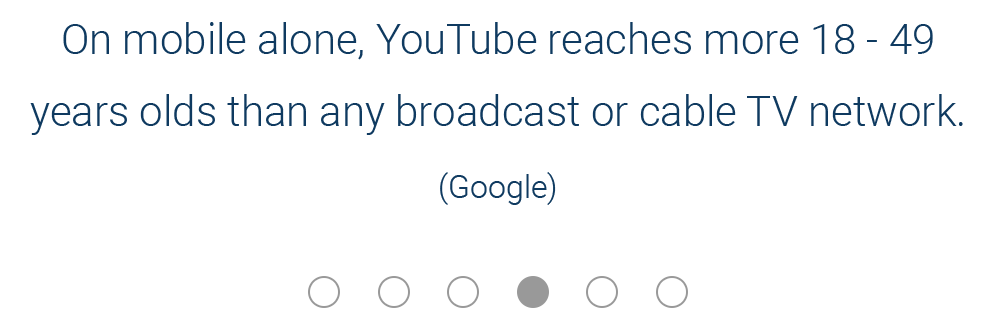 On mobile alone, YouTube reaches more 18 - 49
years olds than any broadcast or cable TV network.
(Google)